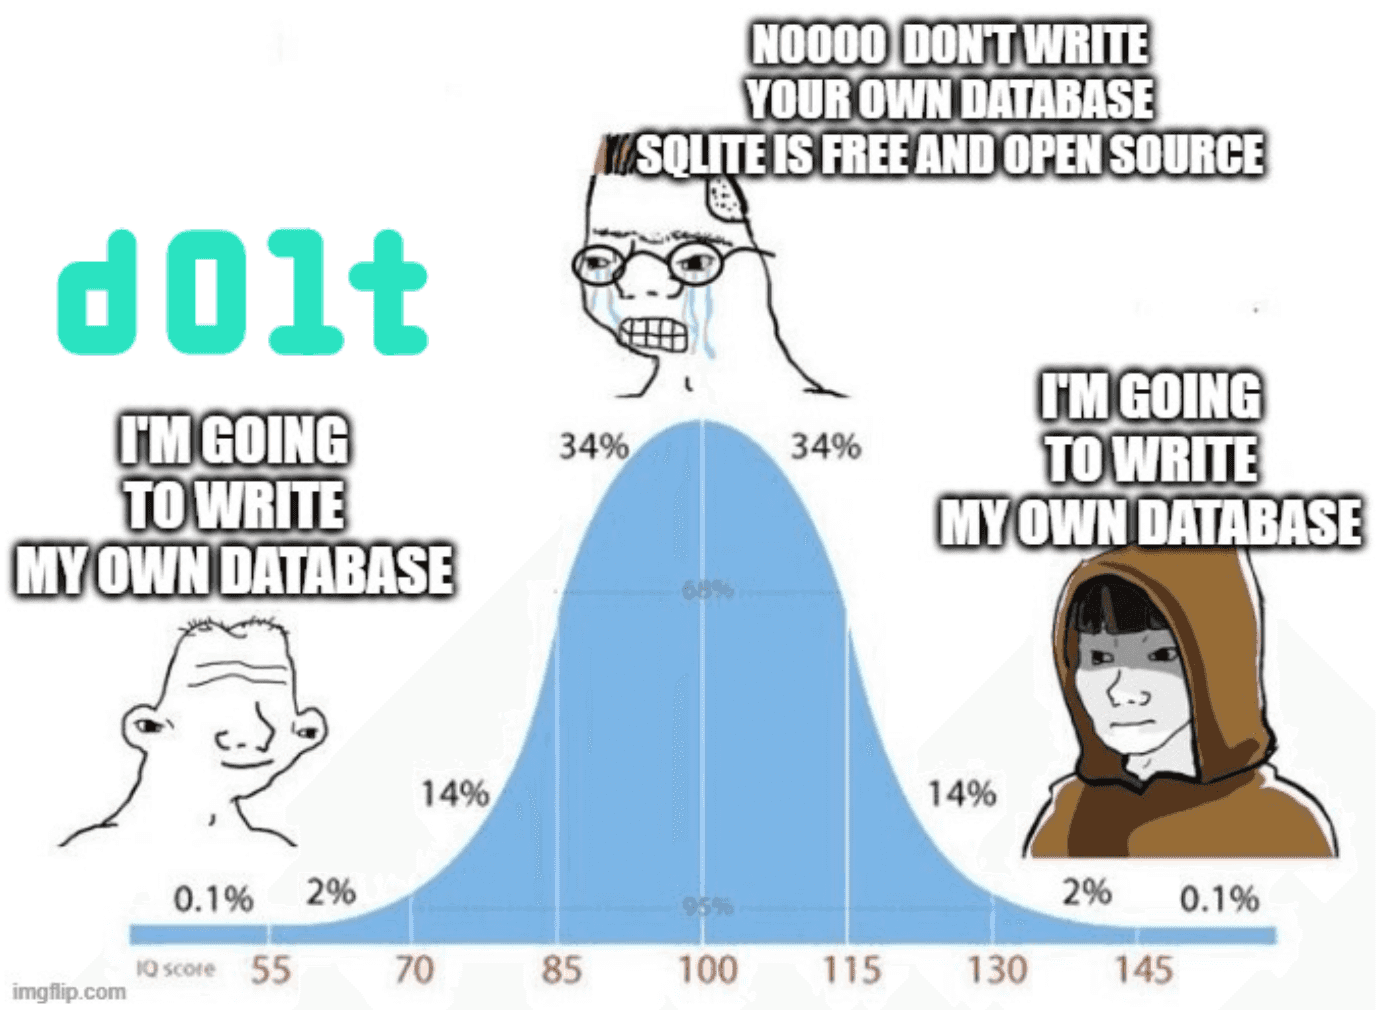 NOOOO DON'T WRITE
YOUR OWN DATABASE
SQLITE IS FREE AND OPEN SOURCE
dolt
I'M GOING
TO WRITE
MY OWN DATABASE
I'M GOING
TO WRITE
MY OWN DATABASE
34%
34%
68%
14%
14%
0.1%
2%
95%
2%
0.1%
IQ score
55
70
85
100
115
130
145
imgflip.com